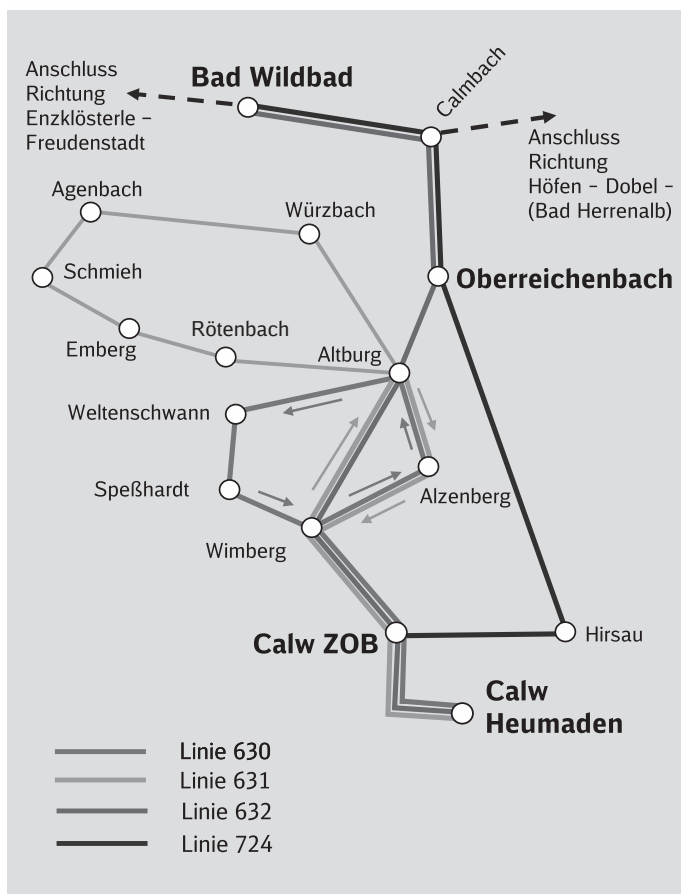 Anschluss
Richtung
Enzklösterle –
Freudenstadt
Bad Wildbad
Calmbach
Anschluss
Richtung
Höfen – Dobel –
(Bad Herrenalb)
Agenbach
Würzbach
Schmieh
Oberreichenbach
Emberg
Rötenbach
Altburg
Weltenschwann
Speßhardt
Alzenberg
Wimberg
Calw ZOB
Hirsau
Calw
Heumaden
Linie 630
Linie 631
Linie 632
Linie 724